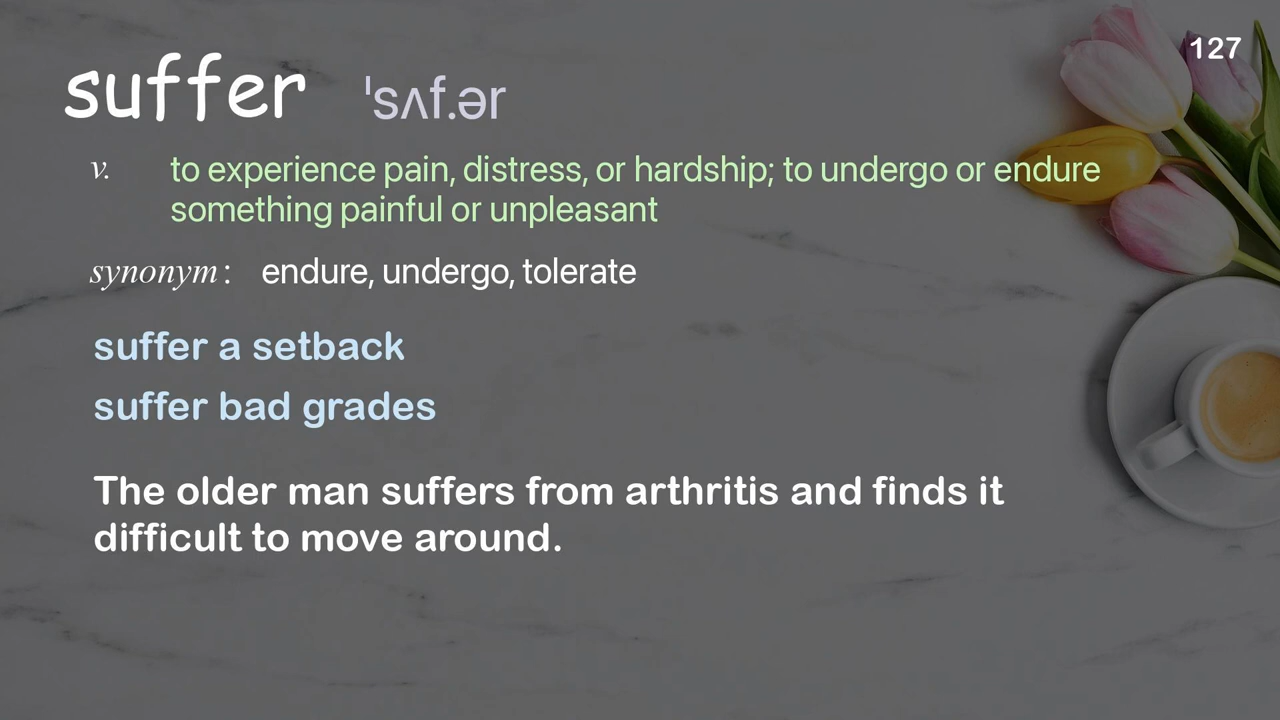 127
suffer ˈsʌf.ər
v. to experience pain, distress, or hardship; to undergo or endure
something painful or unpleasant
synonym: endure, undergo, tolerate
suffer a setback
suffer bad grades
The older man suffers from arthritis and finds it
difficult to move around.